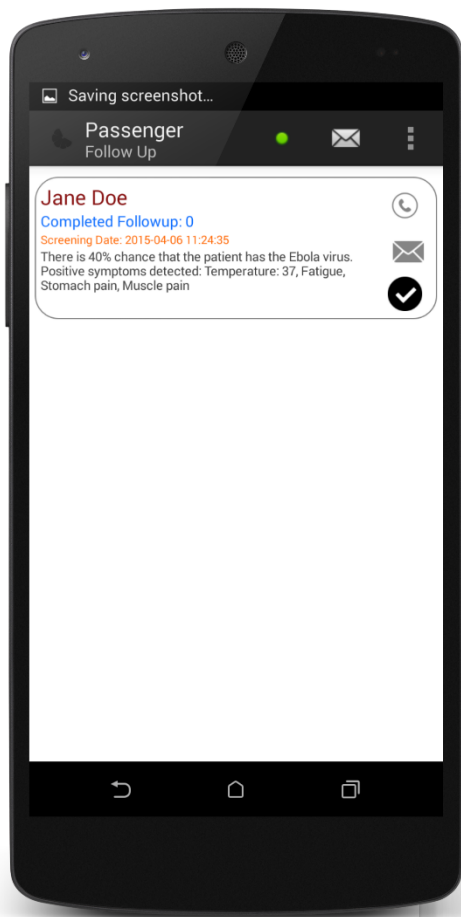 Saving screenshot...
Passenger
Follow Up
Jane Doe
Completed Followup: 0
Screening Date: 2015-04-06 11:24:35
There is 40% chance that the patient has the Ebola virus.
Positive symptoms detected: Temperature: 37, Fatigue,
Stomach pain, Muscle pain